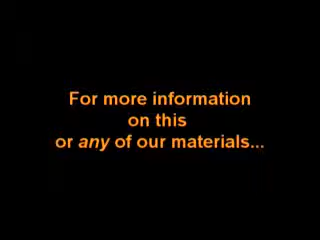 For more information
on this
or any of our materials...